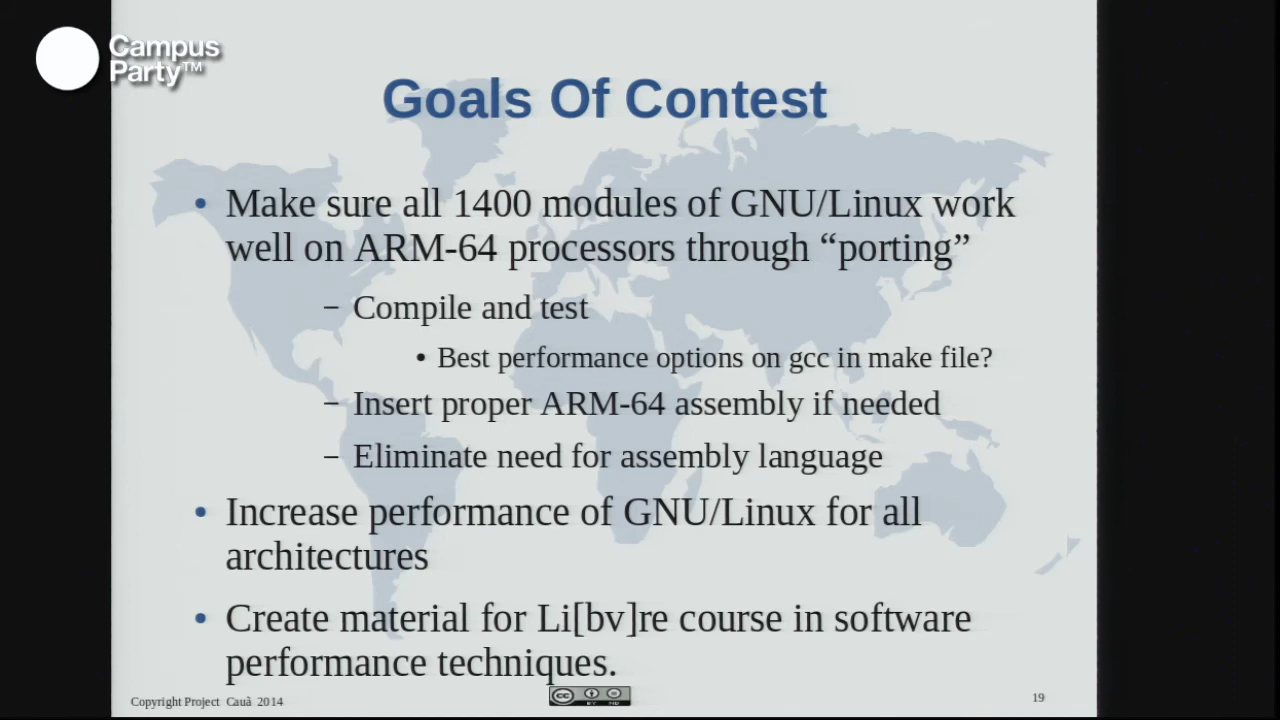 Campus
Party™
Goals Of Contest
• Make sure all 1400 modules of GNU/Linux work
well on ARM-64 processors through “porting”
– Compile and test
• Best performance options on gcc in make file?
– Insert proper ARM-64 assembly if needed
– Eliminate need for assembly language
• Increase performance of GNU/Linux for all
architectures
• Create material for Li[bv]re course in software
performance techniques.
Copyright Project Cauã 2014
cc
BY ND
19